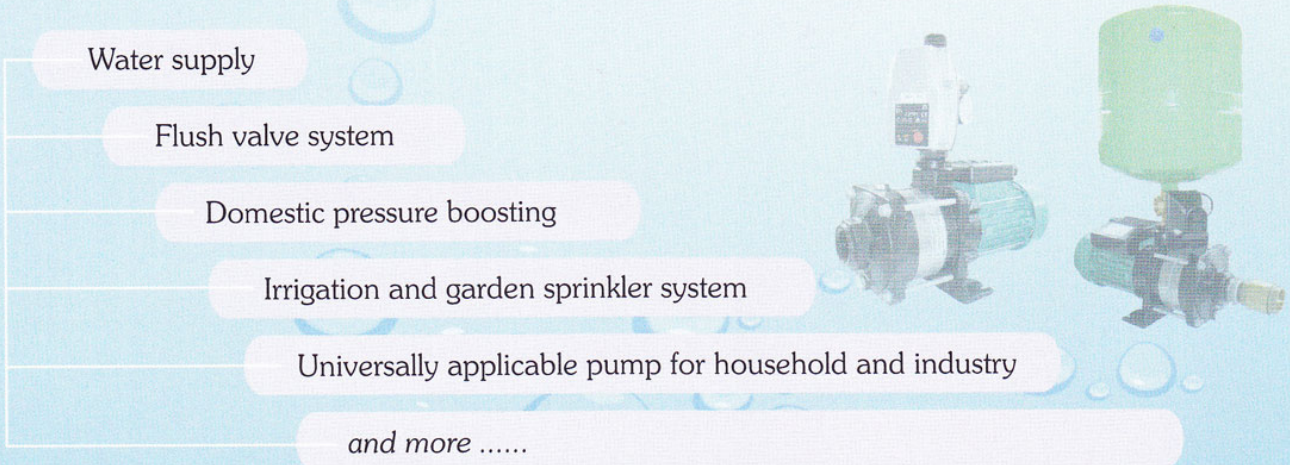 Water supply
Flush valve system
Domestic pressure boosting
Irrigation and garden sprinkler system
Universally applicable pump for household and industry
and more ......